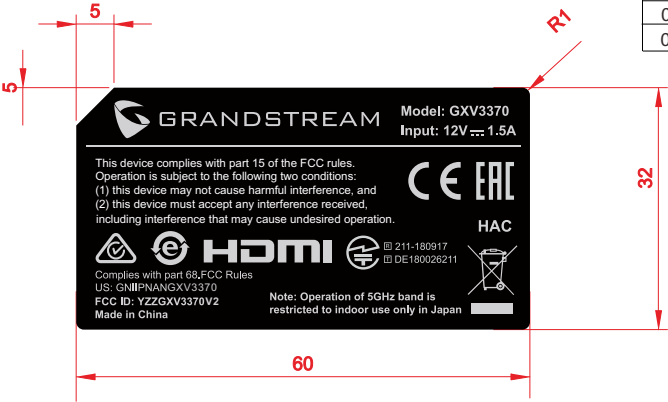 5
R1
0
0
5
GRANDSTREAM
Model: GXV3370
Input: 12V 1.5A
This device complies with part 15 of the FCC rules.
Operation is subject to the following two conditions:
(1) this device may not cause harmful interference, and
(2) this device must accept any interference received,
including interference that may cause undesired operation.
CE EAC
HAC
e HDMI
R 211-180917
T DE180026211
Complies with part 68,FCC Rules
US: GNIIPNANGXV3370
FCC ID: YZZGXV3370V2
Made in China
Note: Operation of 5GHz band is
restricted to indoor use only in Japan
32
60